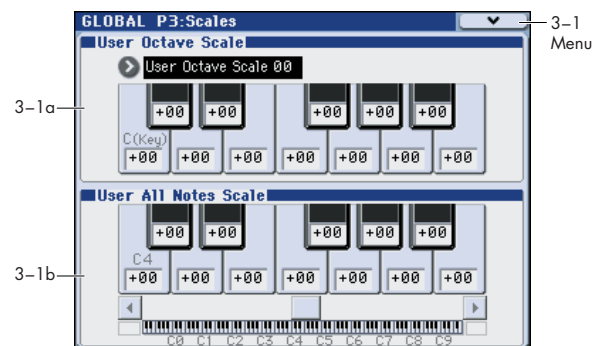 GLOBAL P3:Scales
3–1
Menu
User Octave Scale
User Octave Scale 00
3–1a
+00 +00 +00 +00 +00
C(Key)
+00 +00 +00 +00 +00 +00 +00
User All Notes Scale
+00 +00 +00 +00 +00
C4
3–1b
+00 +00 +00 +00 +00 +00 +00
C0 C1 C2 C3 C4 C5 C6 C7 C8 C9